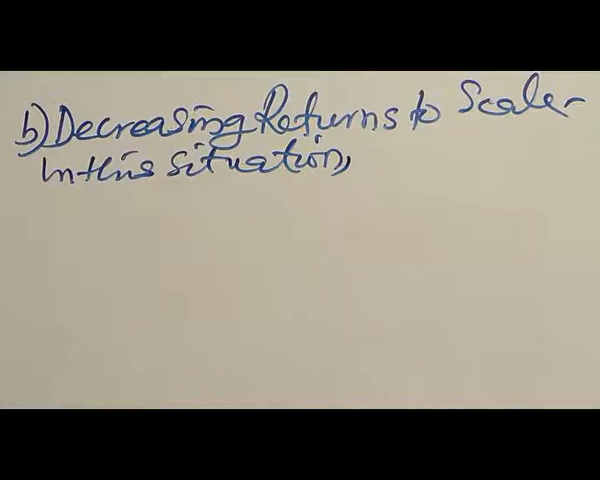 b) Decreasing Returns to Scale-
In this situation,